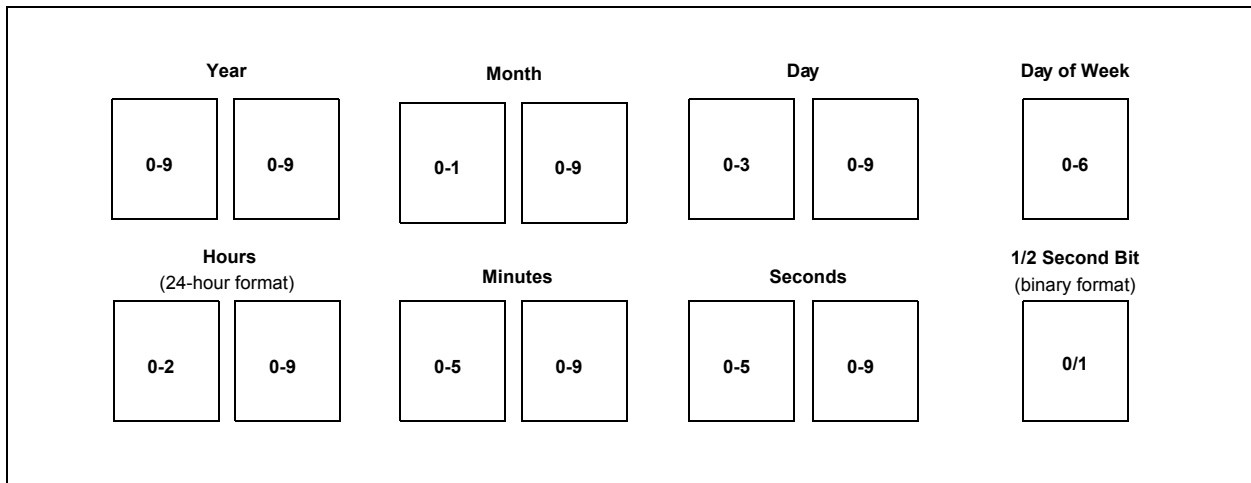 Year Month Day Day of Week
0-9 0-9 0-1 0-9 0-3 0-9 0-6
Hours
(24-hour format)
Minutes
Seconds
1/2 Second Bit
(binary format)
0-2 0-9 0-5 0-9 0-5 0-9 0/1